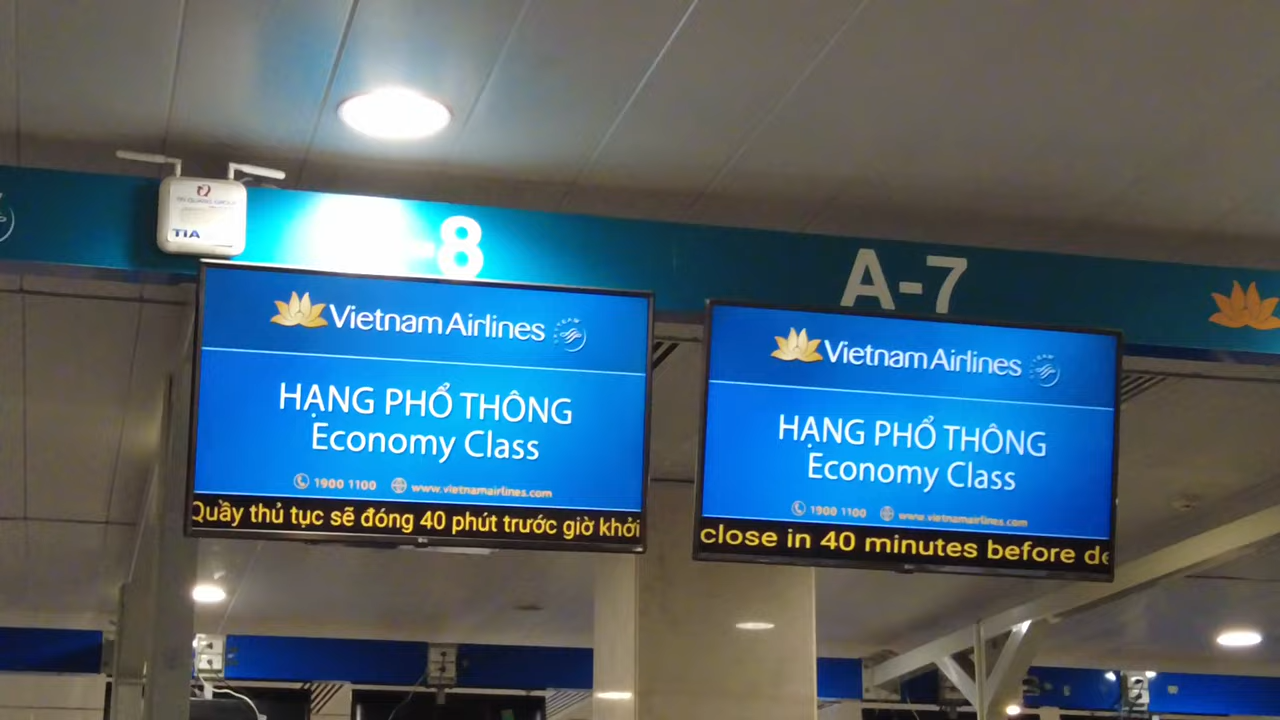 TIA
-8
Vietnam Airlines
HẠNG PHỔ THÔNG
Economy Class
1900 1100 www.vietnamairlines.com
Quầy thủ tục sẽ đóng 40 phút trước giờ khởi
A-7
Vietnam Airlines
HẠNG PHỔ THÔNG
Economy Class
1900 1100 www.vietnamairlines.com
close in 40 minutes before de